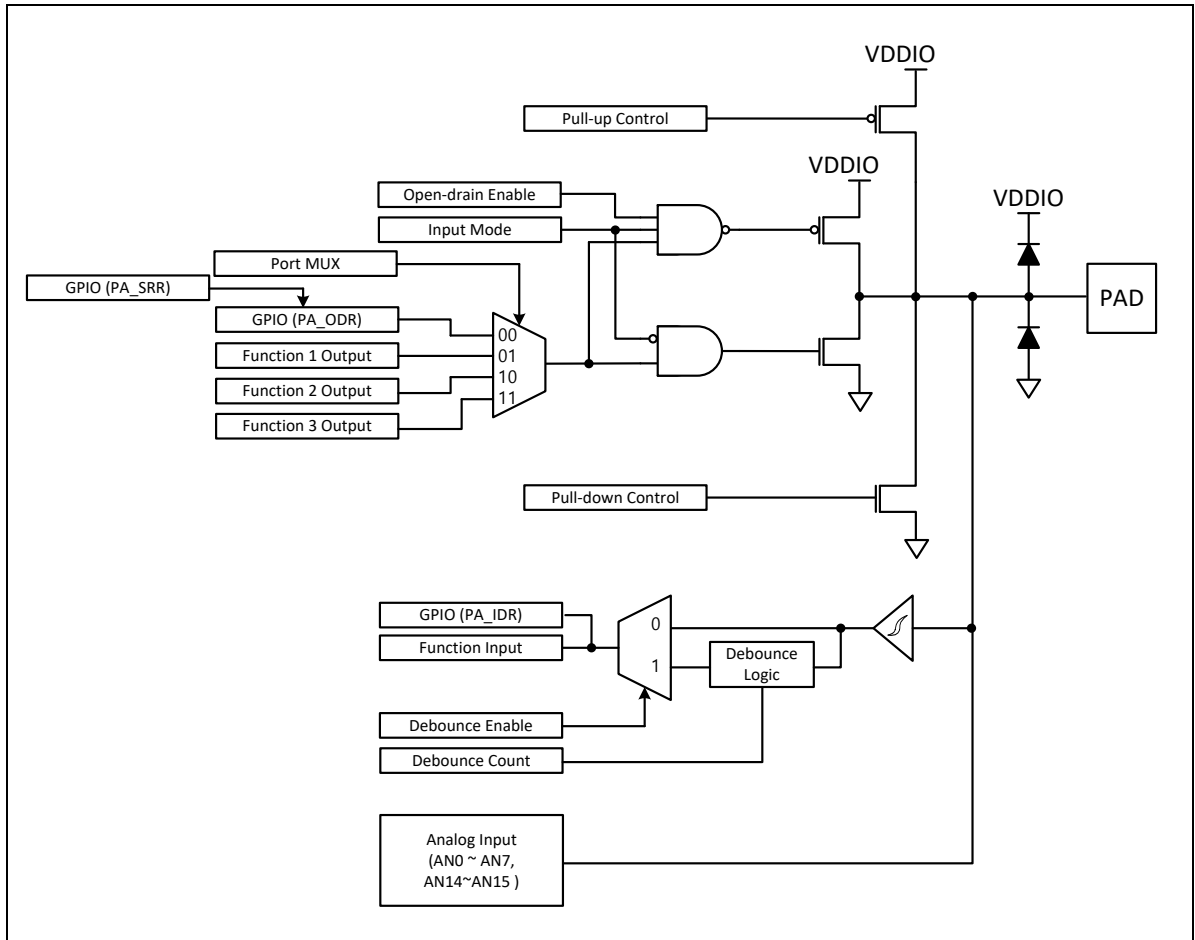 VDDIO
Pull-up Control
VDDIO
Open-drain Enable
VDDIO
Input Mode
Port MUX
GPIO (PA_SRR)
PAD
GPIO (PA_ODR)
00
Function 1 Output
01
10
Function 2 Output
11
Function 3 Output
Pull-down Control
GPIO (PA_IDR)
0
Function Input
Debounce
Logic
1
Debounce Enable
Debounce Count
Analog Input
(AN0 ~ AN7,
AN14~AN15 )